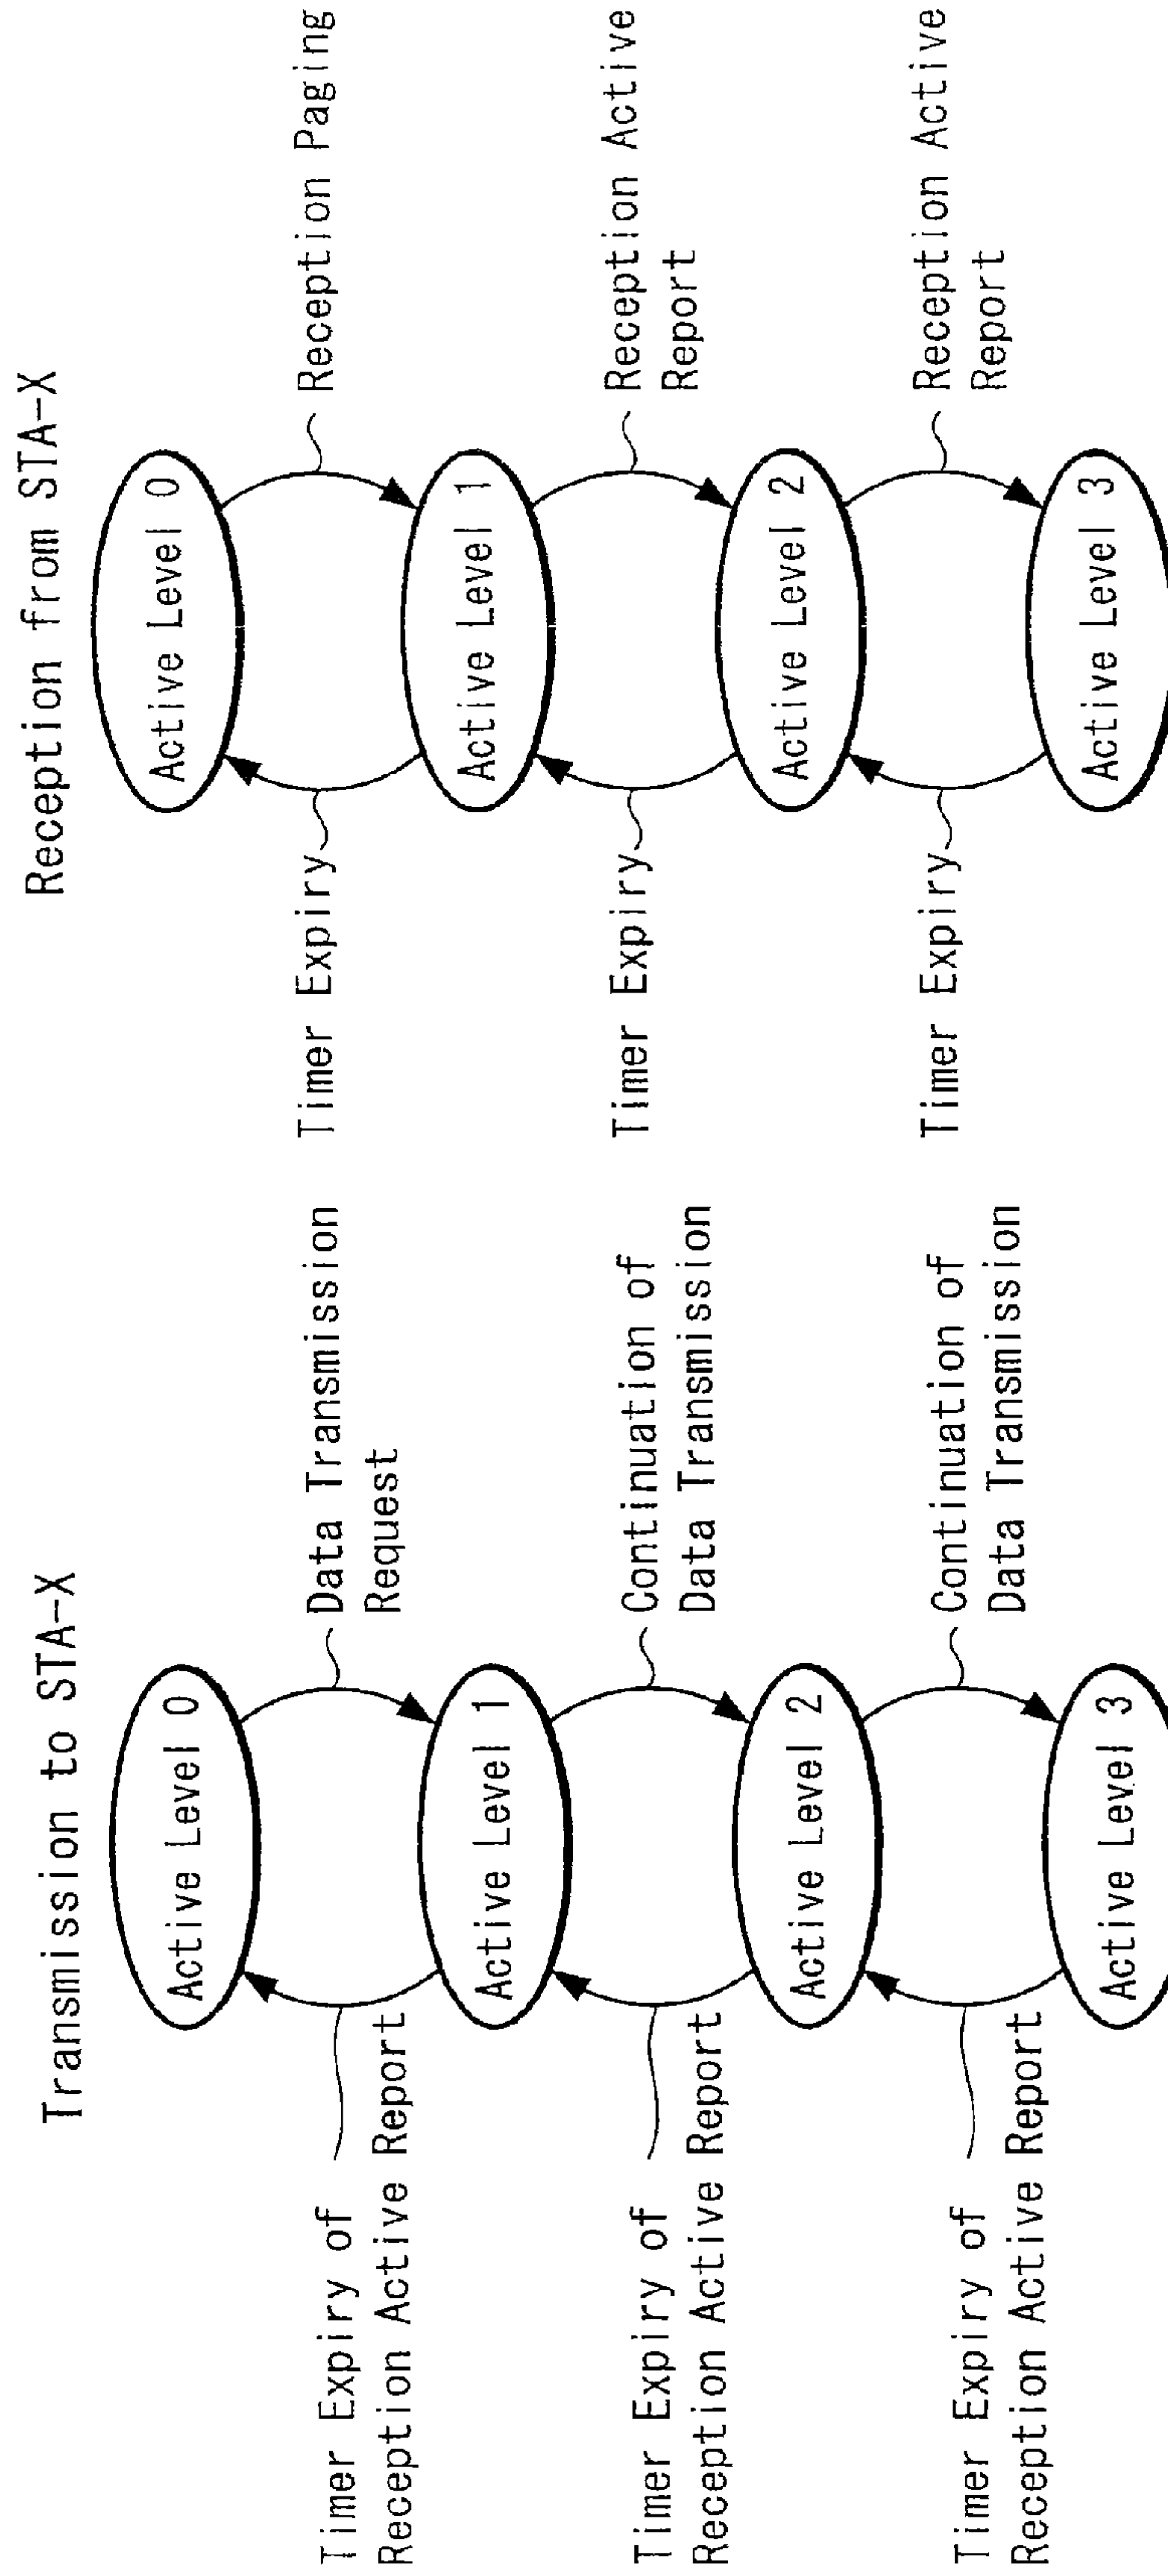 Transmission to STA-X
Active Level 0
Data Transmission
Request
Timer Expiry of
Reception Active Report
Active Level 1
Continuation of
Data Transmission
Timer Expiry of
Reception Active Report
Active Level 2
Continuation of
Data Transmission
Timer Expiry of
Reception Active Report
Active Level 3
Reception from STA-X
Active Level 0
Reception Paging
Timer Expiry
Active Level 1
Reception Active
Report
Timer Expiry
Active Level 2
Reception Active
Report
Timer Expiry
Active Level 3